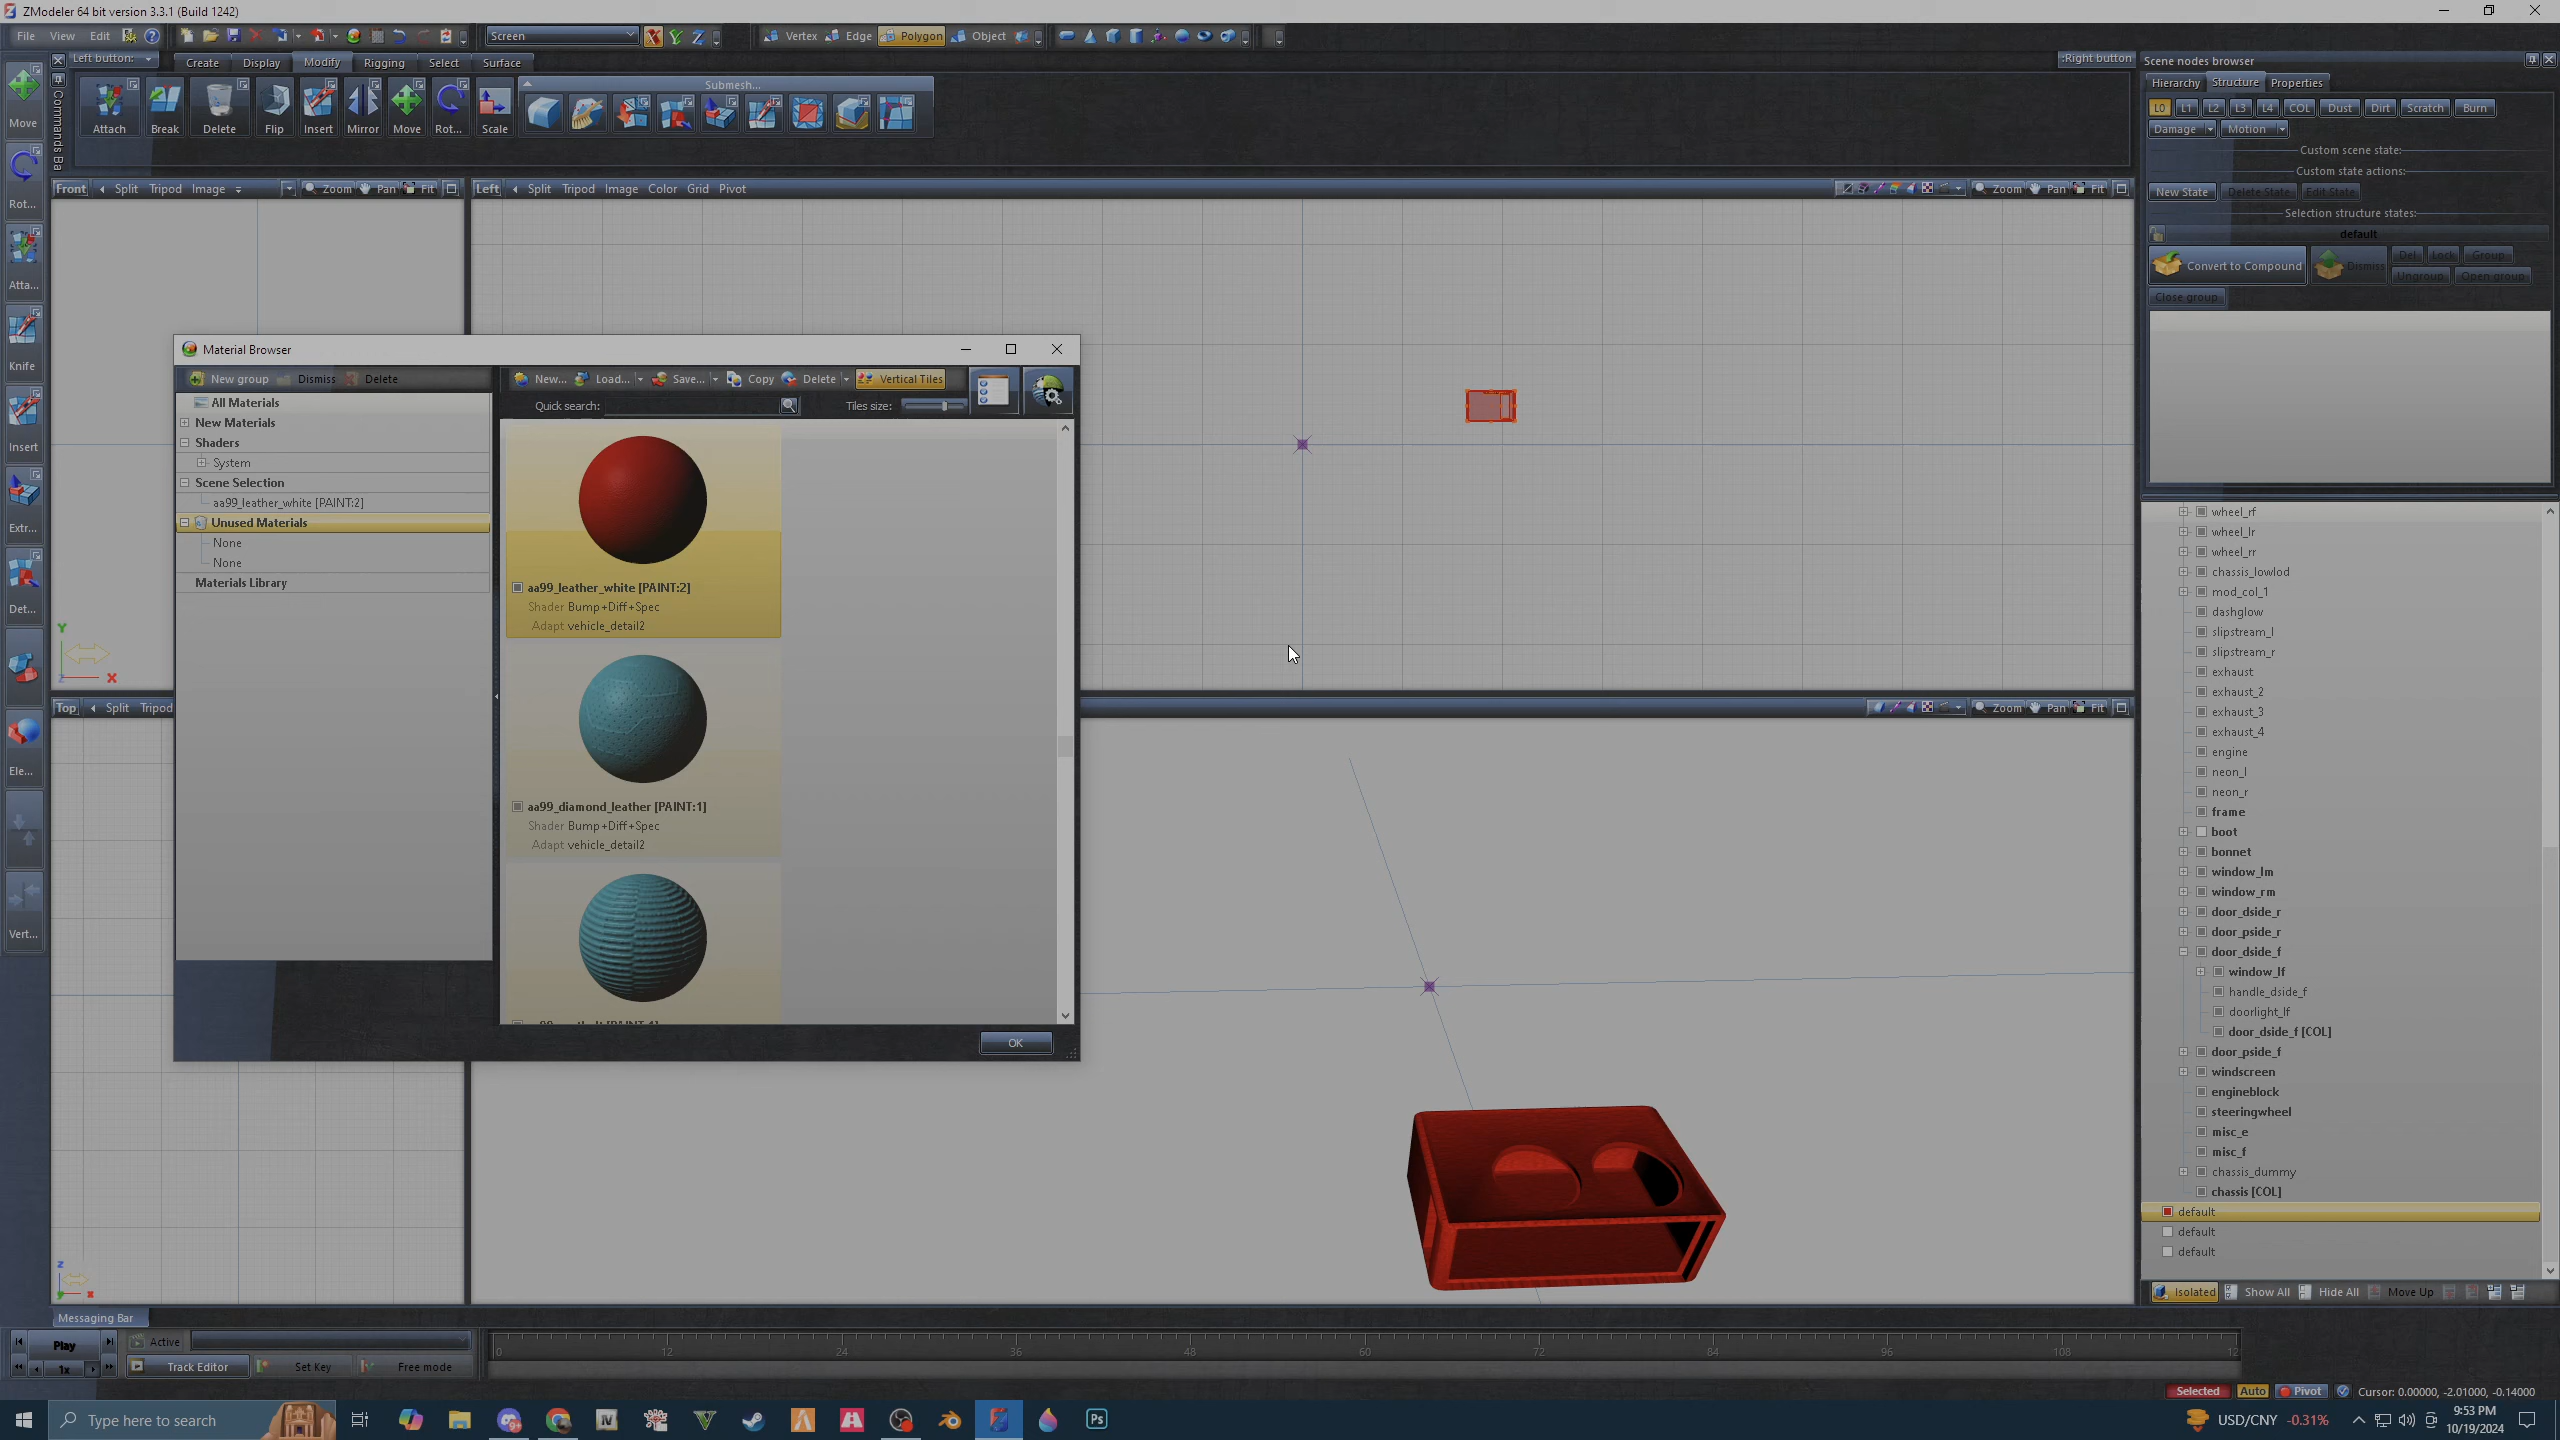 ZModeler 64 bit version 3.3.1 (Build 1242)
File View Edit
Screen
Vertex Edge Polygon Object
Left button:
Create Display Modify Rigging Select Surface
:Right button
Move
Commands Ba
Attach Break Delete Flip Insert Mirror Move Rot... Scale
Submesh...
Rot...
Atta...
Knife
Insert
Extr...
Det...
Ele...
Vert...
Front Split Tripod Image Zoom Pan Fit
Left Split Tripod Image Color Grid Pivot Zoom Pan Fit
Y
Z X
Top Split Tripod
Zoom Pan Fit
Z
Y X
Material Browser
New group Dismiss Delete
New... Load... Save... Copy Delete Vertical Tiles
Quick search: Tiles size:
All Materials
New Materials
Shaders
System
Scene Selection
aa99_leather_white [PAINT:2]
Unused Materials
None
None
Materials Library
aa99_leather_white [PAINT:2]
Shader Bump+Diff+Spec
Adapt vehicle_detail2
aa99_diamond_leather [PAINT:1]
Shader Bump+Diff+Spec
Adapt vehicle_detail2
OK
Scene nodes browser
Hierarchy Structure Properties
L0 L1 L2 L3 L4 COL Dust Dirt Scratch Burn
Damage Motion
Custom scene state:
Custom state actions:
New State Delete State Edit State
Selection structure states:
default
Convert to Compound Dismiss Del Lock Group
Ungroup Open group
Close group
wheel_rf
wheel_lr
wheel_rr
chassis_lowlod
mod_col_1
dashglow
slipstream_l
slipstream_r
exhaust
exhaust_2
exhaust_3
exhaust_4
engine
neon_l
neon_r
frame
boot
bonnet
window_lm
window_rm
door_dside_r
door_pside_r
door_dside_f
window_lf
handle_dside_f
doorlight_lf
door_dside_f [COL]
door_pside_f
windscreen
engineblock
steeringwheel
misc_e
misc_f
chassis_dummy
chassis [COL]
default
default
default
Isolated Show All Hide All Move Up
Messaging Bar
Play Active
1x Track Editor Set Key Free mode
0 12 24 36 48 60 72 84 96 108 12
Selected Auto Pivot Cursor: 0.00000, -2.01000, -0.14000
Type here to search
Ps
USD/CNY -0.31%
9:53 PM
10/19/2024